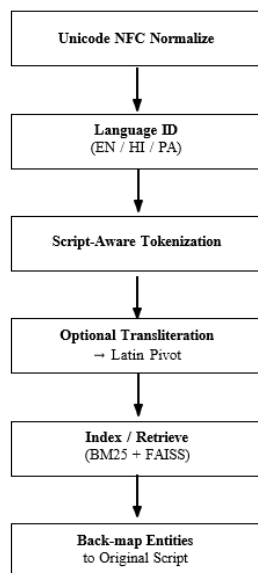 Unicode NFC Normalize
Language ID
(EN / HI / PA)
Script-Aware Tokenization
Optional Transliteration
→ Latin Pivot
Index / Retrieve
(BM25 + FAISS)
Back-map Entities
to Original Script